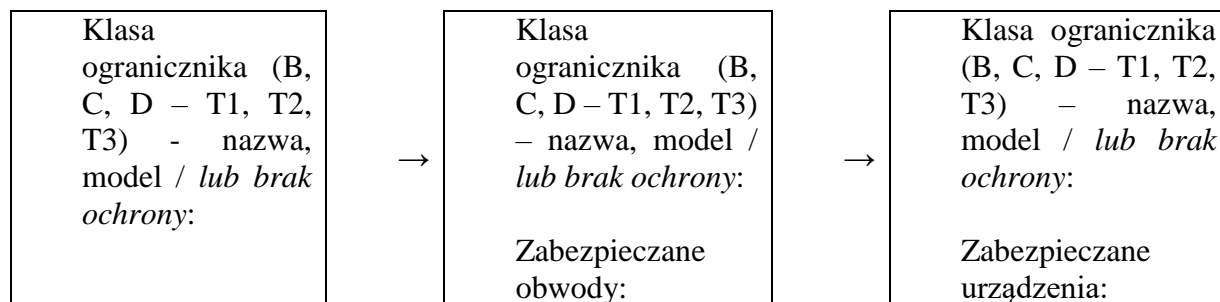 Klasa
ogranicznika (B,
C, D – T1, T2,
T3) - nazwa,
model / lub brak
ochrony:
→
Klasa
ogranicznika (B,
C, D – T1, T2, T3)
– nazwa, model /
lub brak ochrony:
Zabezpieczane
obwody:
→
Klasa ogranicznika
(B, C, D – T1, T2,
T3) – nazwa,
model / lub brak
ochrony:
Zabezpieczane
urządzenia: